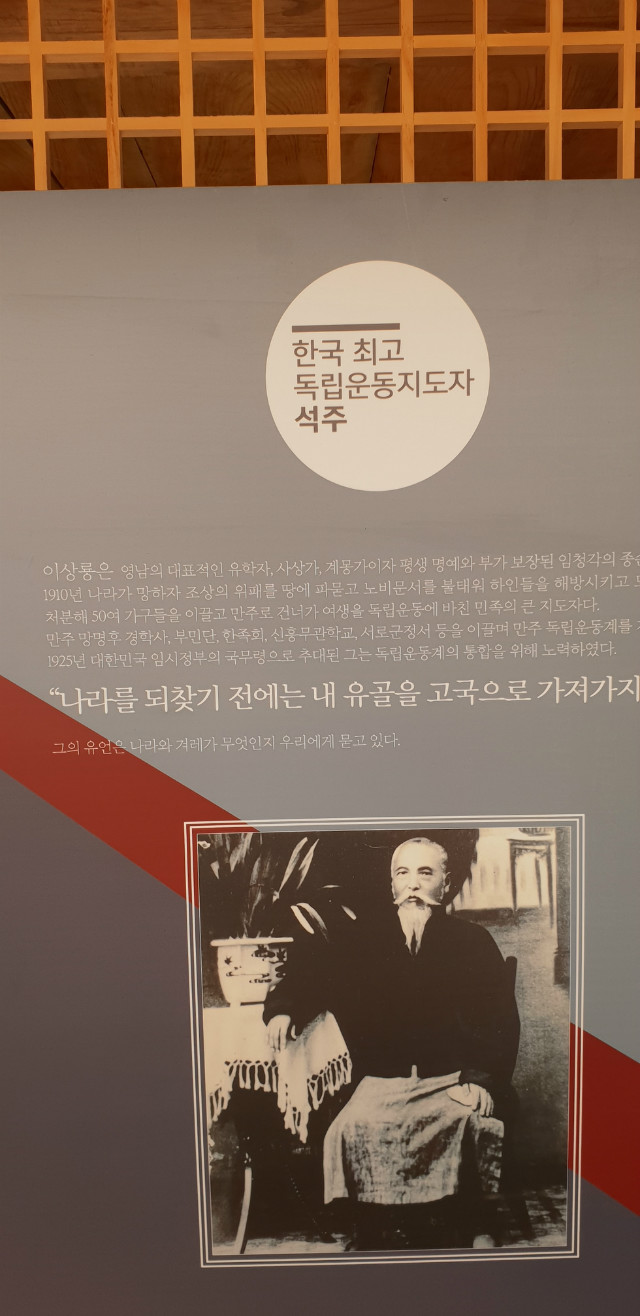 한국 최고
독립운동지도자
석주
이상룡은 영남의 대표적인 유학자, 사상가, 계몽가이자 평생 명예와 부가 보장된 임청각의
1910년 나라가 망하자 조상의 위패를 땅에 파묻고 노비문서를 불태워 하인들을 해방시키고
처분해 50여 가구들을 이끌고 만주로 건너가 여생을 독립운동에 바친 민족의 큰 지도자다.
만주 망명후 경학사, 부민단, 한족회, 신흥무관학교, 서로군정서 등을 이끌며 만주 독립운동계를
1925년 대한민국 임시정부의 국무령으로 추대된 그는 독립운동계의 통합을 위해 노력하였다.
“나라를 되찾기 전에는 내 유골을 고국으로 가져가지
그의 유언은 나라와 겨레가 무엇인지 우리에게 묻고 있다.